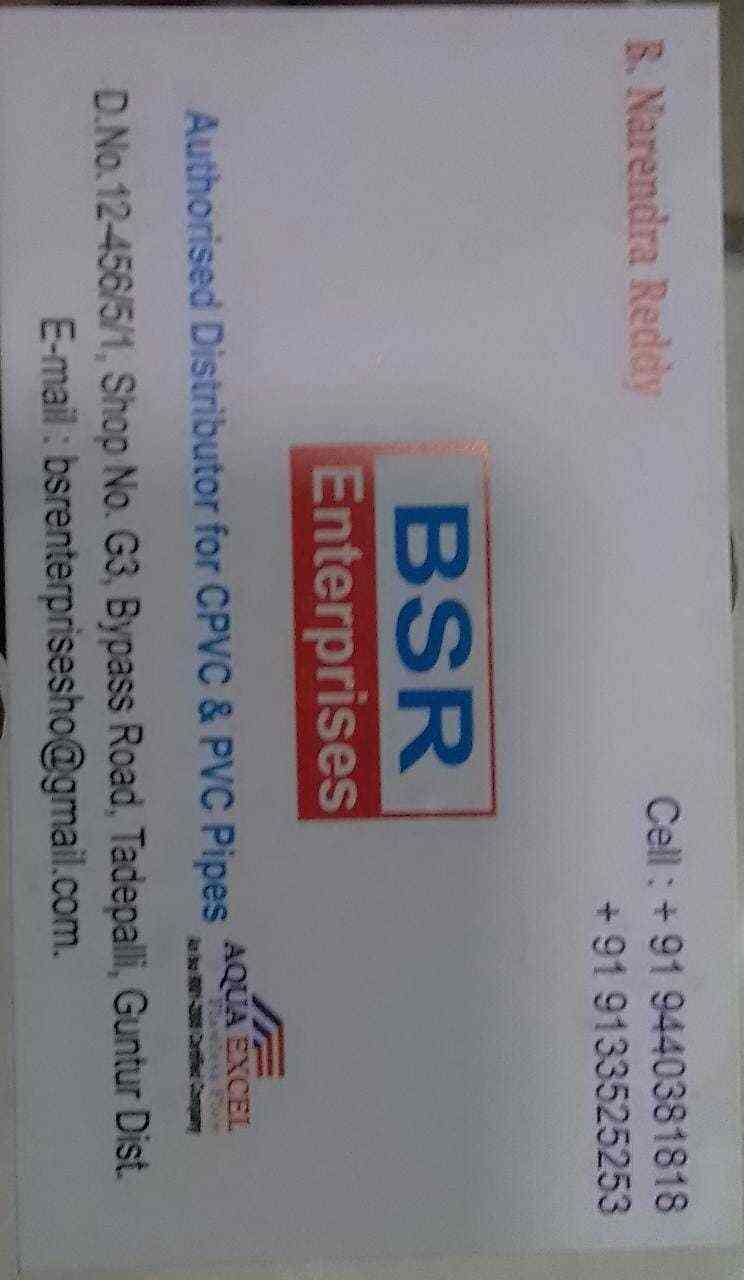 B. Narendra Reddy
Cell : + 91 9440381818
+ 91 9133525253
BSR
Enterprises
Authorised Distributor for CPVC & PVC Pipes
AQUA EXCEL
D.No. 12-456/5/1, Shop No. G3, Bypass Road, Tadepalli, Guntur Dist.
E-mail : bsrenterprisesho@gmail.com.